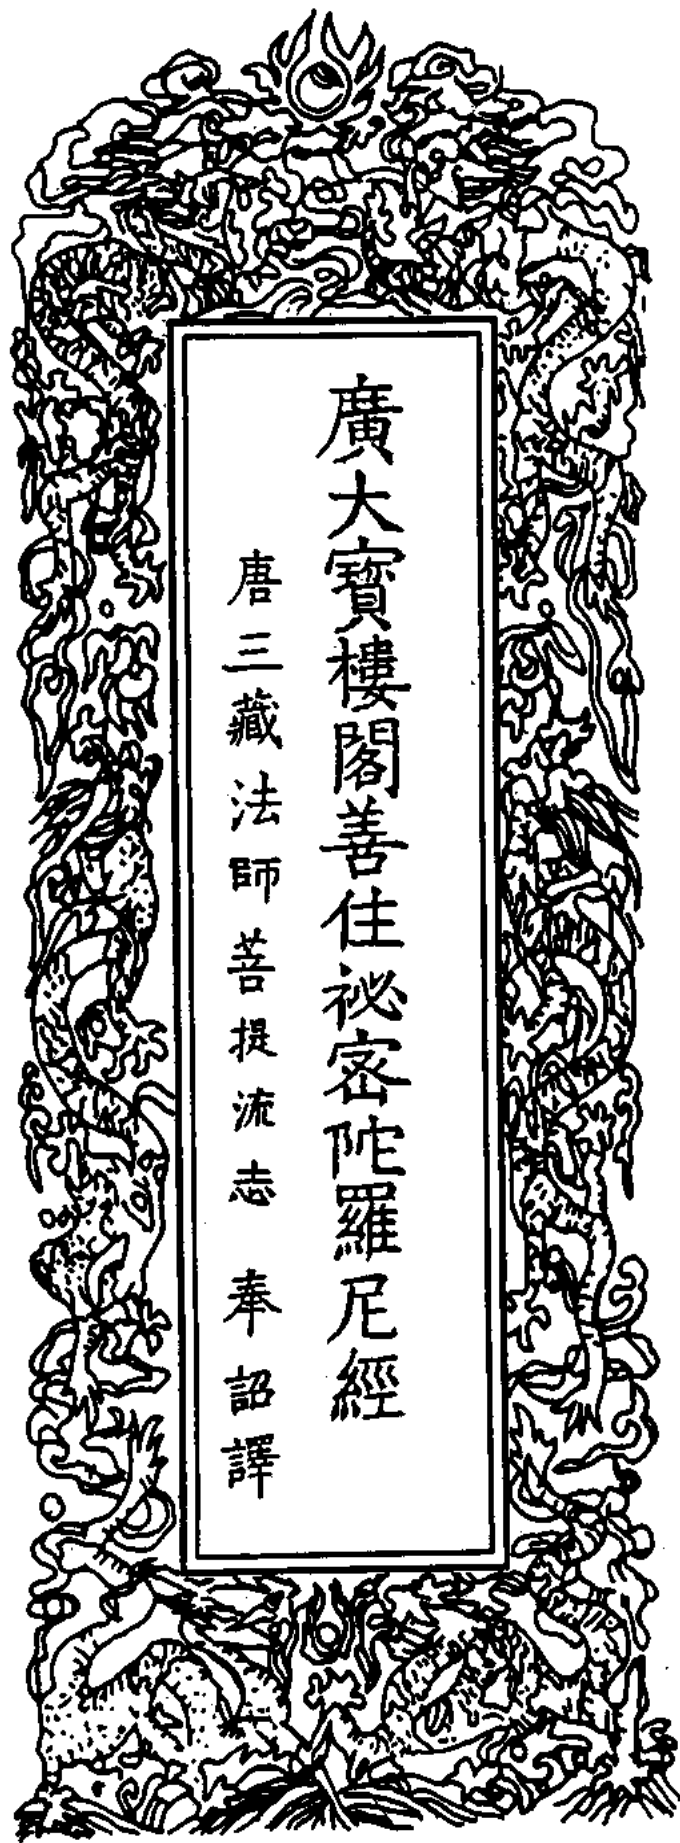 廣大寶樓閣善住祕密陀羅尼經
唐三藏法師菩提流志 奉詔譯